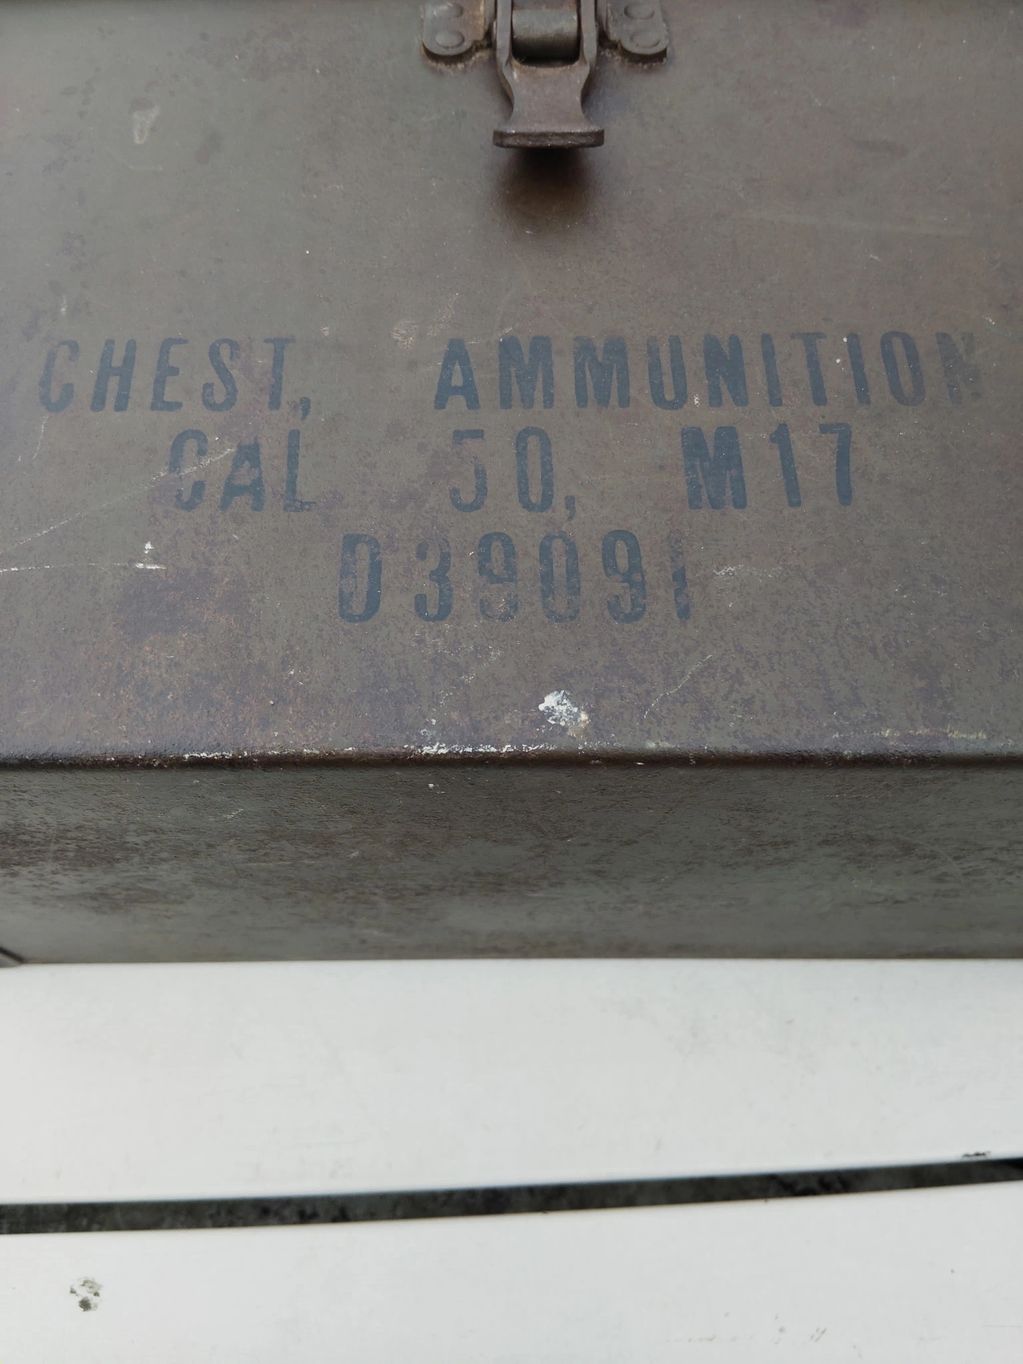 CHEST, AMMUNITION
CAL 50, M17
D39091